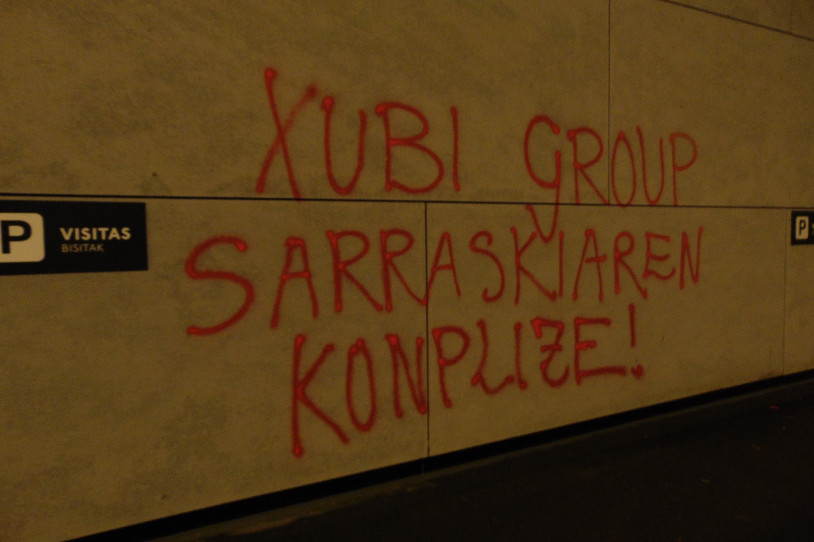 XUBI GROUP
SARRASKIAREN
KONPLIZE!
P VISITAS
BISITAK
P